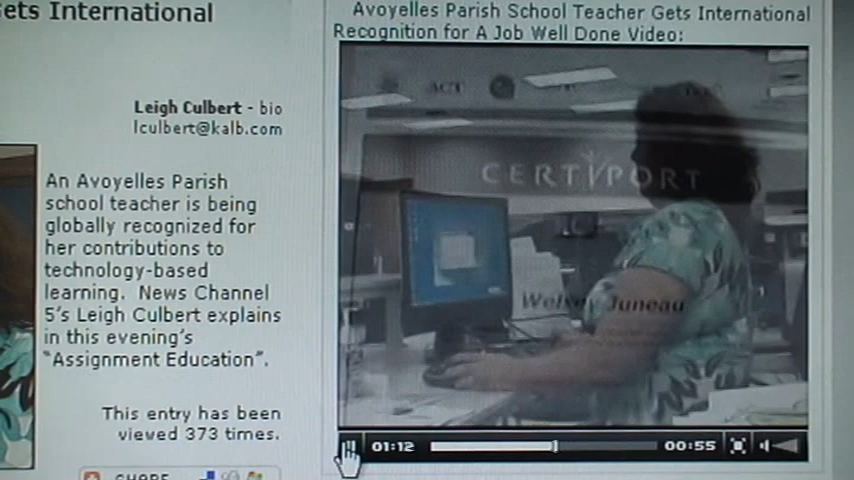 ets International
Leigh Culbert - bio
lculbert@kalb.com
An Avoyelles Parish
school teacher is being
globally recognized for
her contributions to
technology-based
learning. News Channel
5's Leigh Culbert explains
in this evening's
"Assignment Education".
This entry has been
viewed 373 times.
SHARE
Avoyelles Parish School Teacher Gets International
Recognition for A Job Well Done Video:
ACT
CERTIPORT
Juneau
01:12
00:55